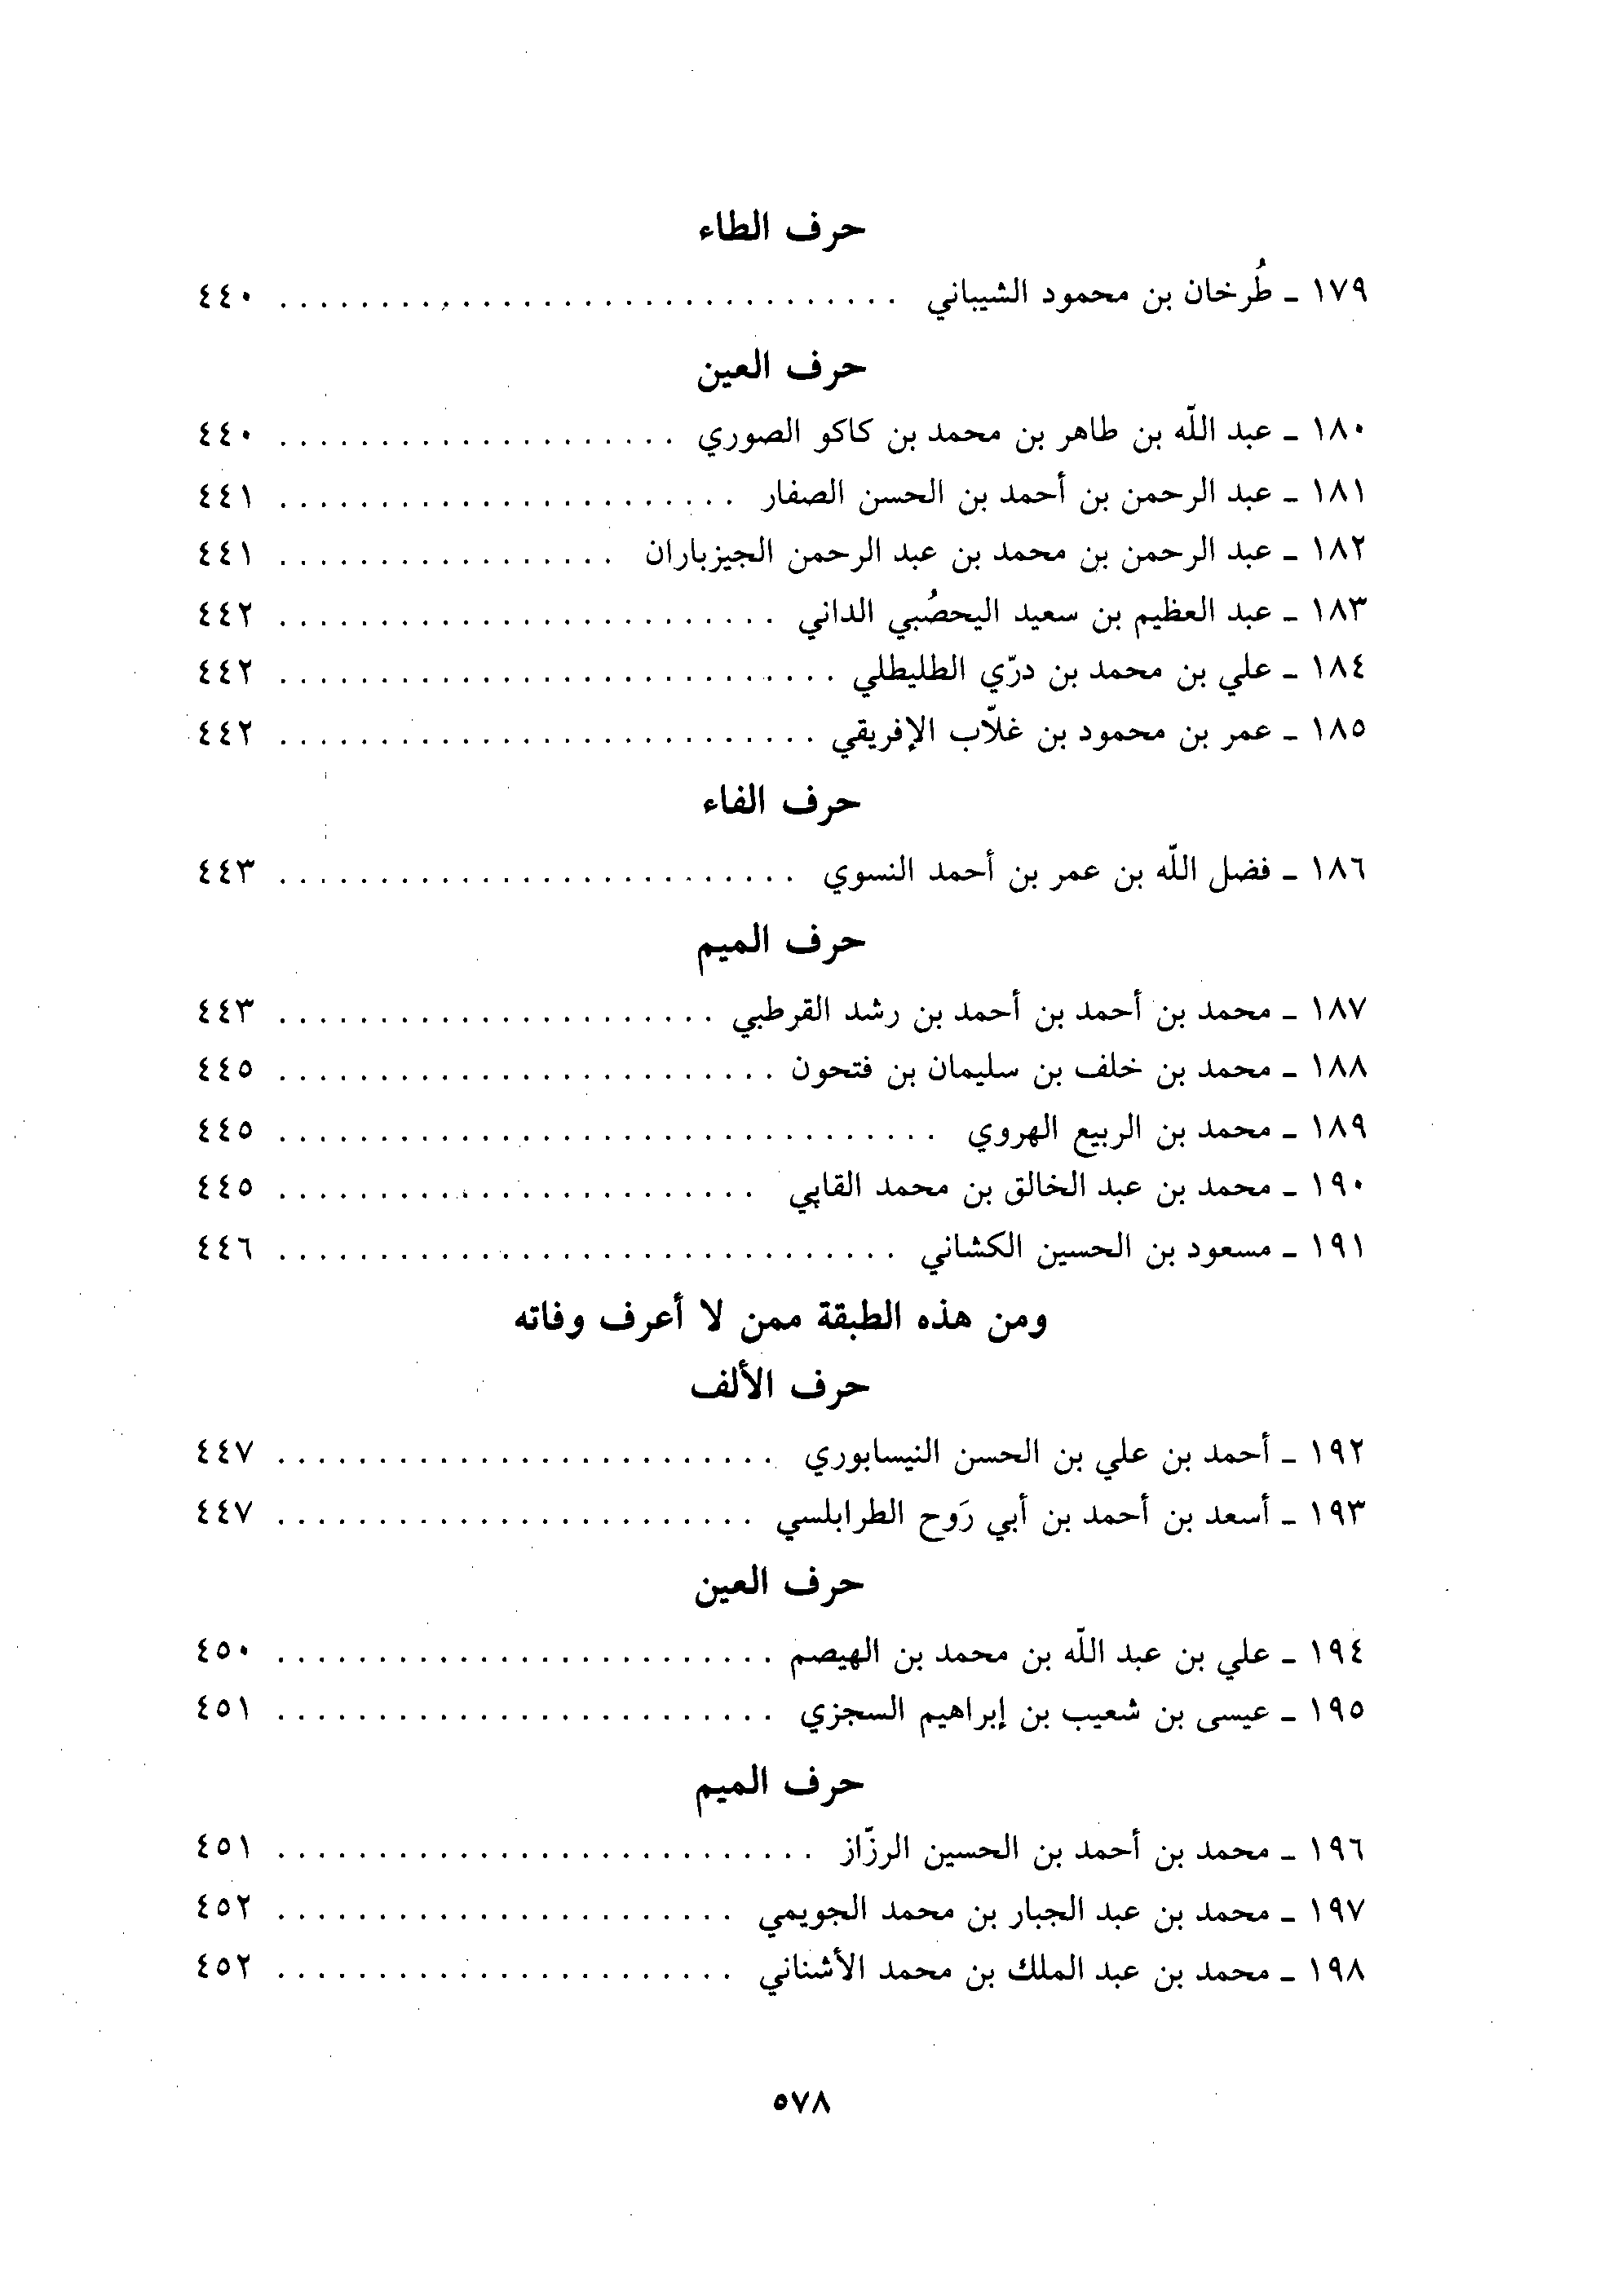 حرف الطاء
١٧٩ ـ طُرخان بن محمود الشيباني . . . . . . . . . . . . . . . . . . . . . . . . . . . . . . . ٤٤٠
حرف العين
١٨٠ ـ عبد اللّه بن طاهر بن محمد بن كاكو الصوري . . . . . . . . . . . . . . . . . . . . ٤٤٠
١٨١ ـ عبد الرحمن بن أحمد بن الحسن الصفار . . . . . . . . . . . . . . . . . . . . . . . ٤٤١
١٨٢ ـ عبد الرحمن بن محمد بن عبد الرحمن الجيزباران . . . . . . . . . . . . . . . . . ٤٤١
١٨٣ ـ عبد العظيم بن سعيد اليحصُبي الداني . . . . . . . . . . . . . . . . . . . . . . . . . ٤٤٢
١٨٤ ـ علي بن محمد بن درّي الطليطلي . . . . . . . . . . . . . . . . . . . . . . . . . . . . ٤٤٢
١٨٥ ـ عمر بن محمود بن غلّاب الإفريقي . . . . . . . . . . . . . . . . . . . . . . . . . . . ٤٤٢
حرف الفاء
١٨٦ ـ فضل اللّه بن عمر بن أحمد النسوي . . . . . . . . . . . . . . . . . . . . . . . . . . ٤٤٣
حرف الميم
١٨٧ ـ محمد بن أحمد بن أحمد بن رشد القرطبي . . . . . . . . . . . . . . . . . . . . . . ٤٤٣
١٨٨ ـ محمد بن خلف بن سليمان بن فتحون . . . . . . . . . . . . . . . . . . . . . . . . . ٤٤٥
١٨٩ ـ محمد بن الربيع الهروي . . . . . . . . . . . . . . . . . . . . . . . . . . . . . . . . . ٤٤٥
١٩٠ ـ محمد بن عبد الخالق بن محمد القايي . . . . . . . . . . . . . . . . . . . . . . . . ٤٤٥
١٩١ ـ مسعود بن الحسين الكشاني . . . . . . . . . . . . . . . . . . . . . . . . . . . . . . . ٤٤٦
ومن هذه الطبقة ممن لا أعرف وفاته
حرف الألف
١٩٢ ـ أحمد بن علي بن الحسن النيسابوري . . . . . . . . . . . . . . . . . . . . . . . . . ٤٤٧
١٩٣ ـ أسعد بن أحمد بن أبي رَوح الطرابلسي . . . . . . . . . . . . . . . . . . . . . . . . ٤٤٧
حرف العين
١٩٤ ـ علي بن عبد اللّه بن محمد بن الهيصم . . . . . . . . . . . . . . . . . . . . . . . . . ٤٥٠
١٩٥ ـ عيسى بن شعيب بن إبراهيم السجزي . . . . . . . . . . . . . . . . . . . . . . . . . ٤٥١
حرف الميم
١٩٦ ـ محمد بن أحمد بن الحسين الرزّاز . . . . . . . . . . . . . . . . . . . . . . . . . . . ٤٥١
١٩٧ ـ محمد بن عبد الجبار بن محمد الجويمي . . . . . . . . . . . . . . . . . . . . . . . ٤٥٢
١٩٨ ـ محمد بن عبد الملك بن محمد الأشناني . . . . . . . . . . . . . . . . . . . . . . . ٤٥٢
٥٧٨